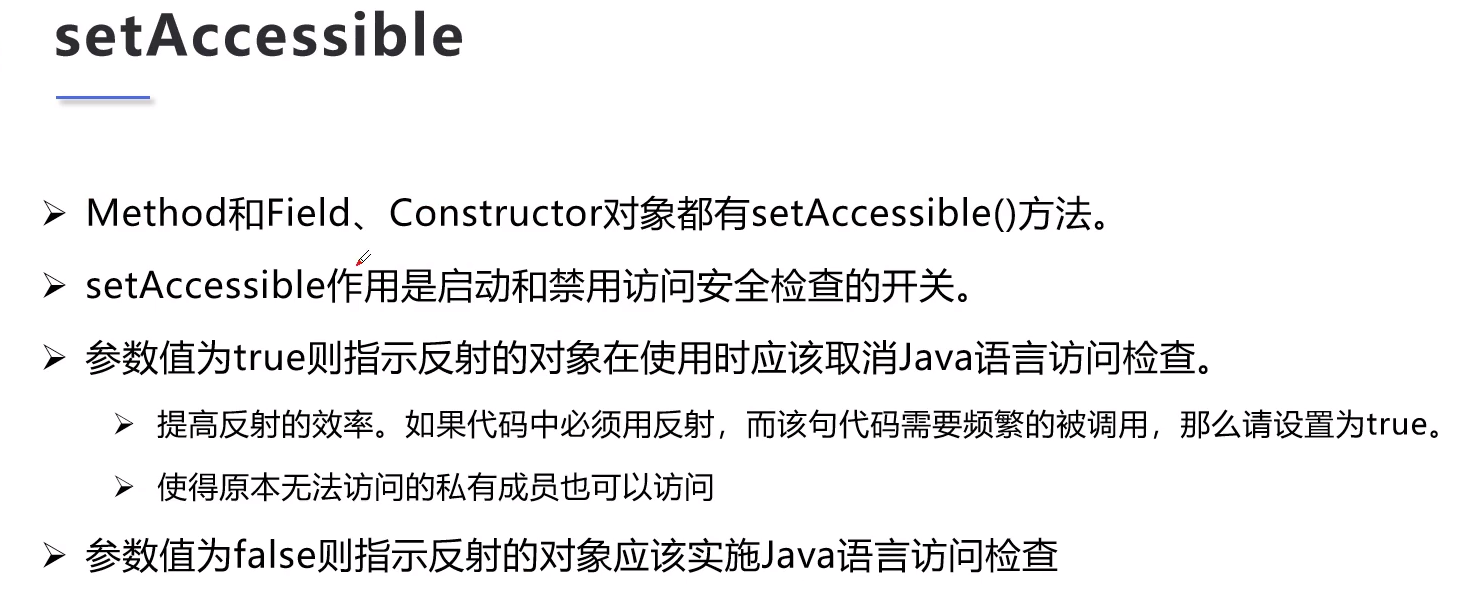 setAccessible
Method和Field、Constructor对象都有setAccessible()方法。
setAccessible作用是启动和禁用访问安全检查的开关。
参数值为true则指示反射的对象在使用时应该取消Java语言访问检查。
提高反射的效率。如果代码中必须用反射，而该句代码需要频繁的被调用，那么请设置为true。
使得原本无法访问的私有成员也可以访问
参数值为false则指示反射的对象应该实施Java语言访问检查